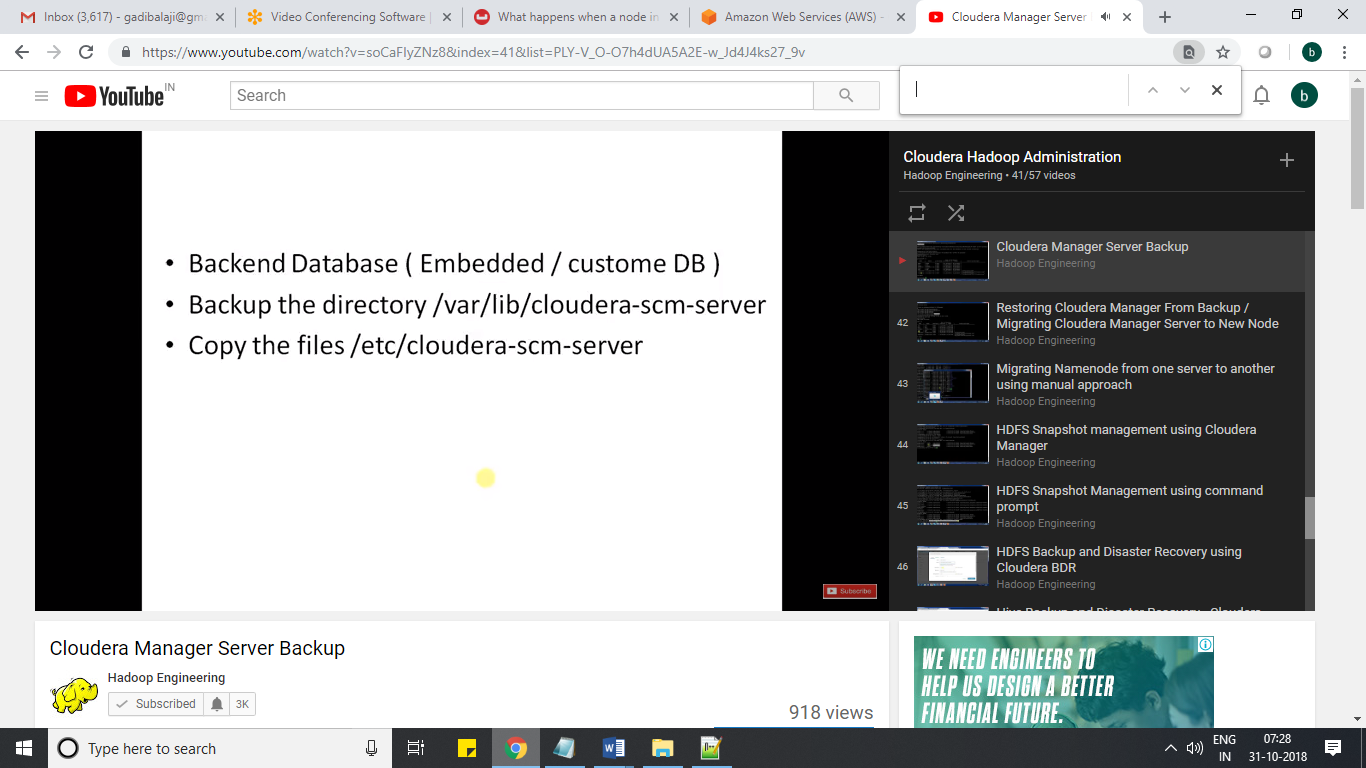 Inbox (3,617) - gadibalaji@gm
Video Conferencing Software |
What happens when a node in
Amazon Web Services (AWS) -
Cloudera Manager Server
https://www.youtube.com/watch?v=soCaFIyZNz8&index=41&list=PLY-V_O-O7h4dUA5A2E-w_Jd4J4ks27_9v
b
YouTube IN
Search
b
• Backend Database ( Embedded / custome DB )
• Backup the directory /var/lib/cloudera-scm-server
• Copy the files /etc/cloudera-scm-server
Subscribe
Cloudera Hadoop Administration
Hadoop Engineering • 41/57 videos
Cloudera Manager Server Backup
Hadoop Engineering
42
Restoring Cloudera Manager From Backup /
Migrating Cloudera Manager Server to New Node
Hadoop Engineering
43
Migrating Namenode from one server to another
using manual approach
Hadoop Engineering
44
HDFS Snapshot management using Cloudera
Manager
Hadoop Engineering
45
HDFS Snapshot Management using command
prompt
Hadoop Engineering
46
HDFS Backup and Disaster Recovery using
Cloudera BDR
Hadoop Engineering
Hive Backup and Disaster Recovery - Cloudera
Cloudera Manager Server Backup
Hadoop Engineering
Subscribed 3K
918 views
WE NEED ENGINEERS TO
HELP US DESIGN A BETTER
FINANCIAL FUTURE.
Type here to search
ENG
IN
07:28
31-10-2018